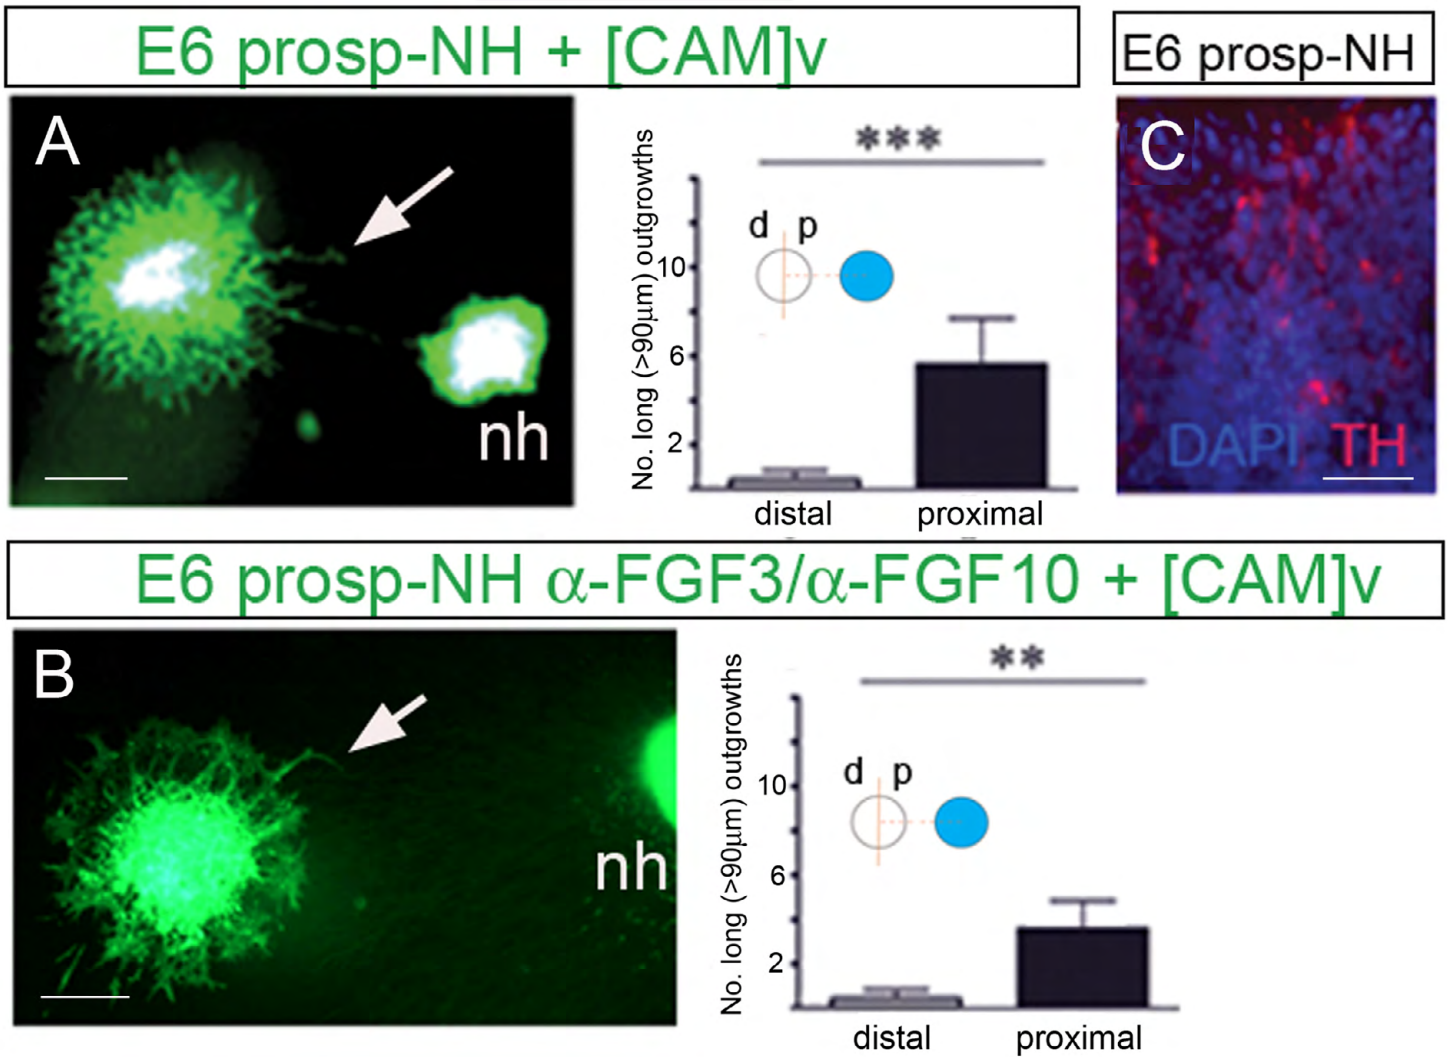 E6 prosp-NH + [CAM]v
E6 prosp-NH
A
nh
No. long (>90μm) outgrowths
***
d p
10
6
2
distal proximal
C
DAPI TH
E6 prosp-NH α-FGF3/α-FGF10 + [CAM]v
B
nh
No. long (>90μm) outgrowths
**
d p
10
6
2
distal proximal